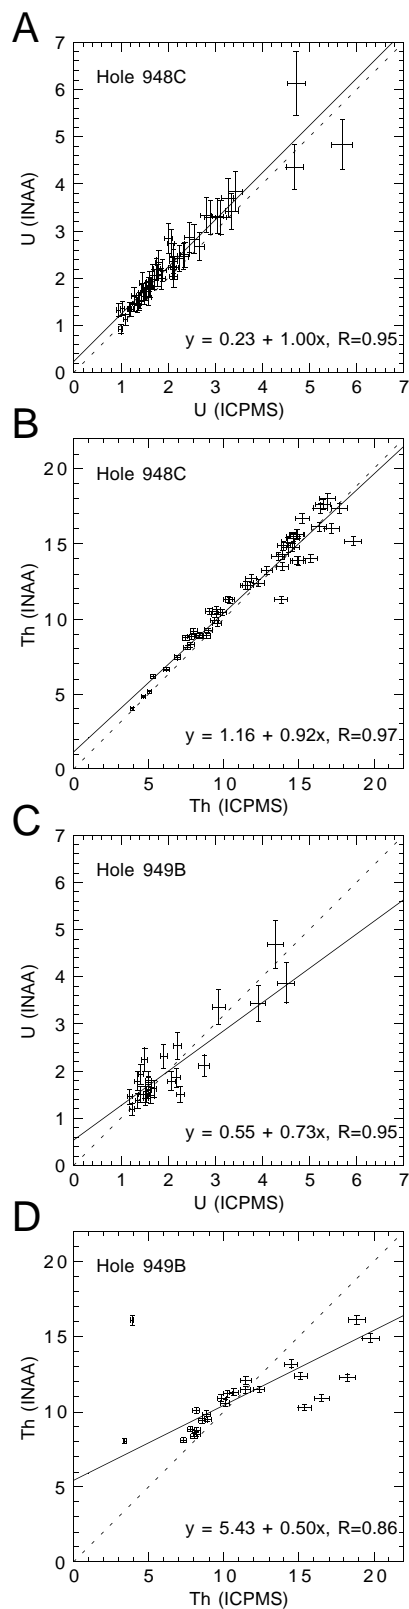 A
7
Hole 948C
6
5
4
U (INAA)
3
2
1
y = 0.23 + 1.00x, R=0.95
0
0 1 2 3 4 5 6 7
U (ICPMS)
B
20
Hole 948C
15
Th (INAA)
10
5
y = 1.16 + 0.92x, R=0.97
0
0 5 10 15 20
Th (ICPMS)
C
7
Hole 949B
6
5
4
U (INAA)
3
2
1
y = 0.55 + 0.73x, R=0.95
0
0 1 2 3 4 5 6 7
U (ICPMS)
D
20
Hole 949B
15
Th (INAA)
10
5
y = 5.43 + 0.50x, R=0.86
0
0 5 10 15 20
Th (ICPMS)